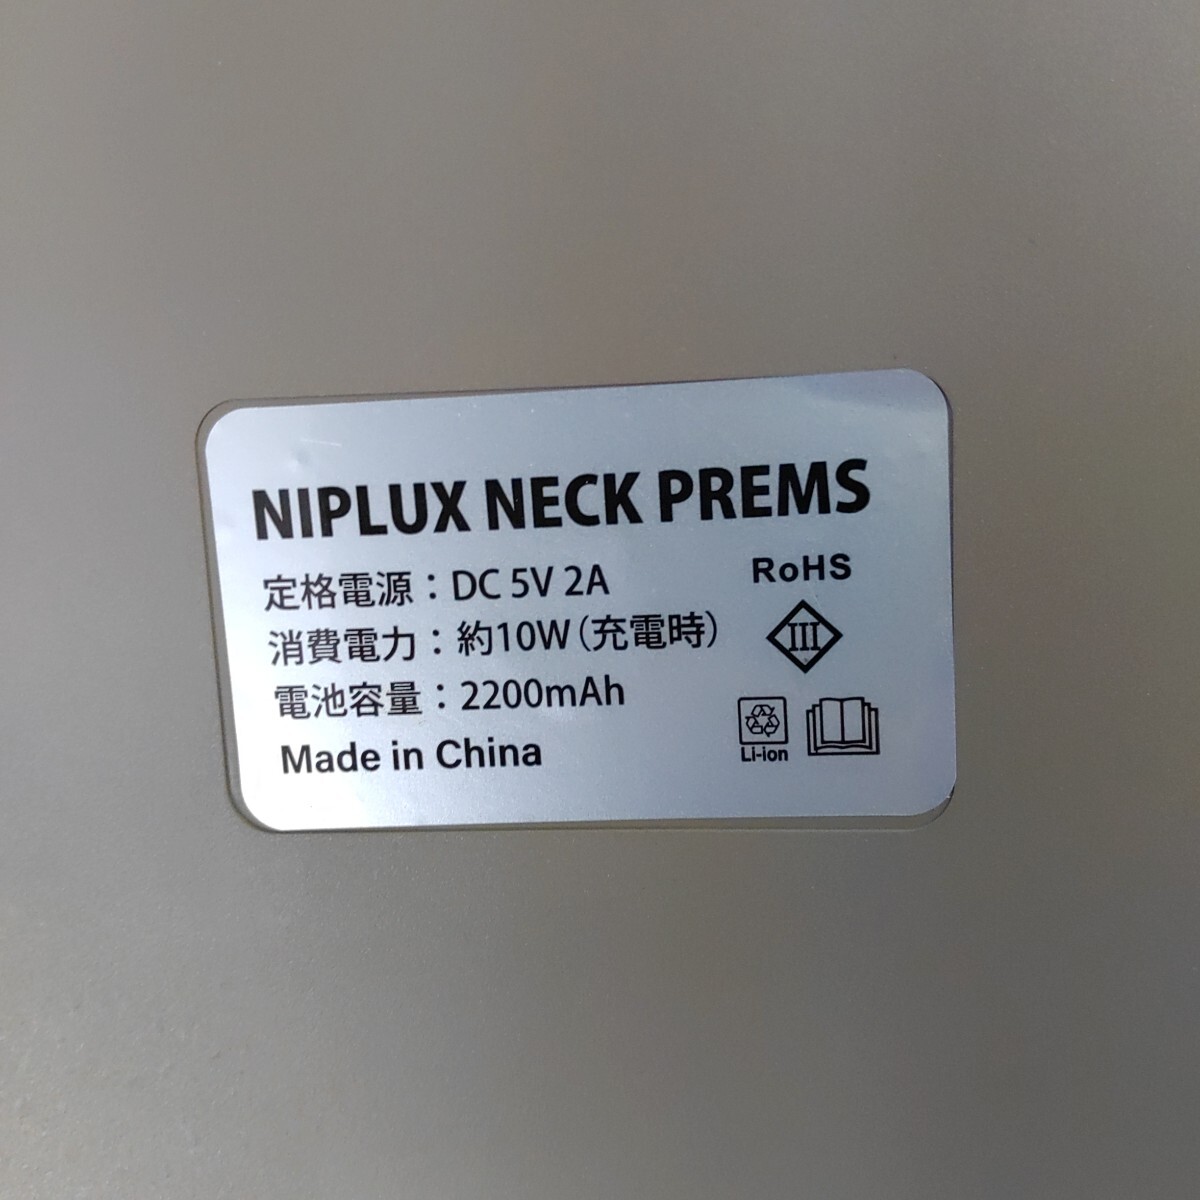 NIPLUX NECK PREMS
定格電源：DC 5V 2A
消費電力：約10W（充電時）
電池容量：2200mAh
Made in China
RoHS
III
Li-ion